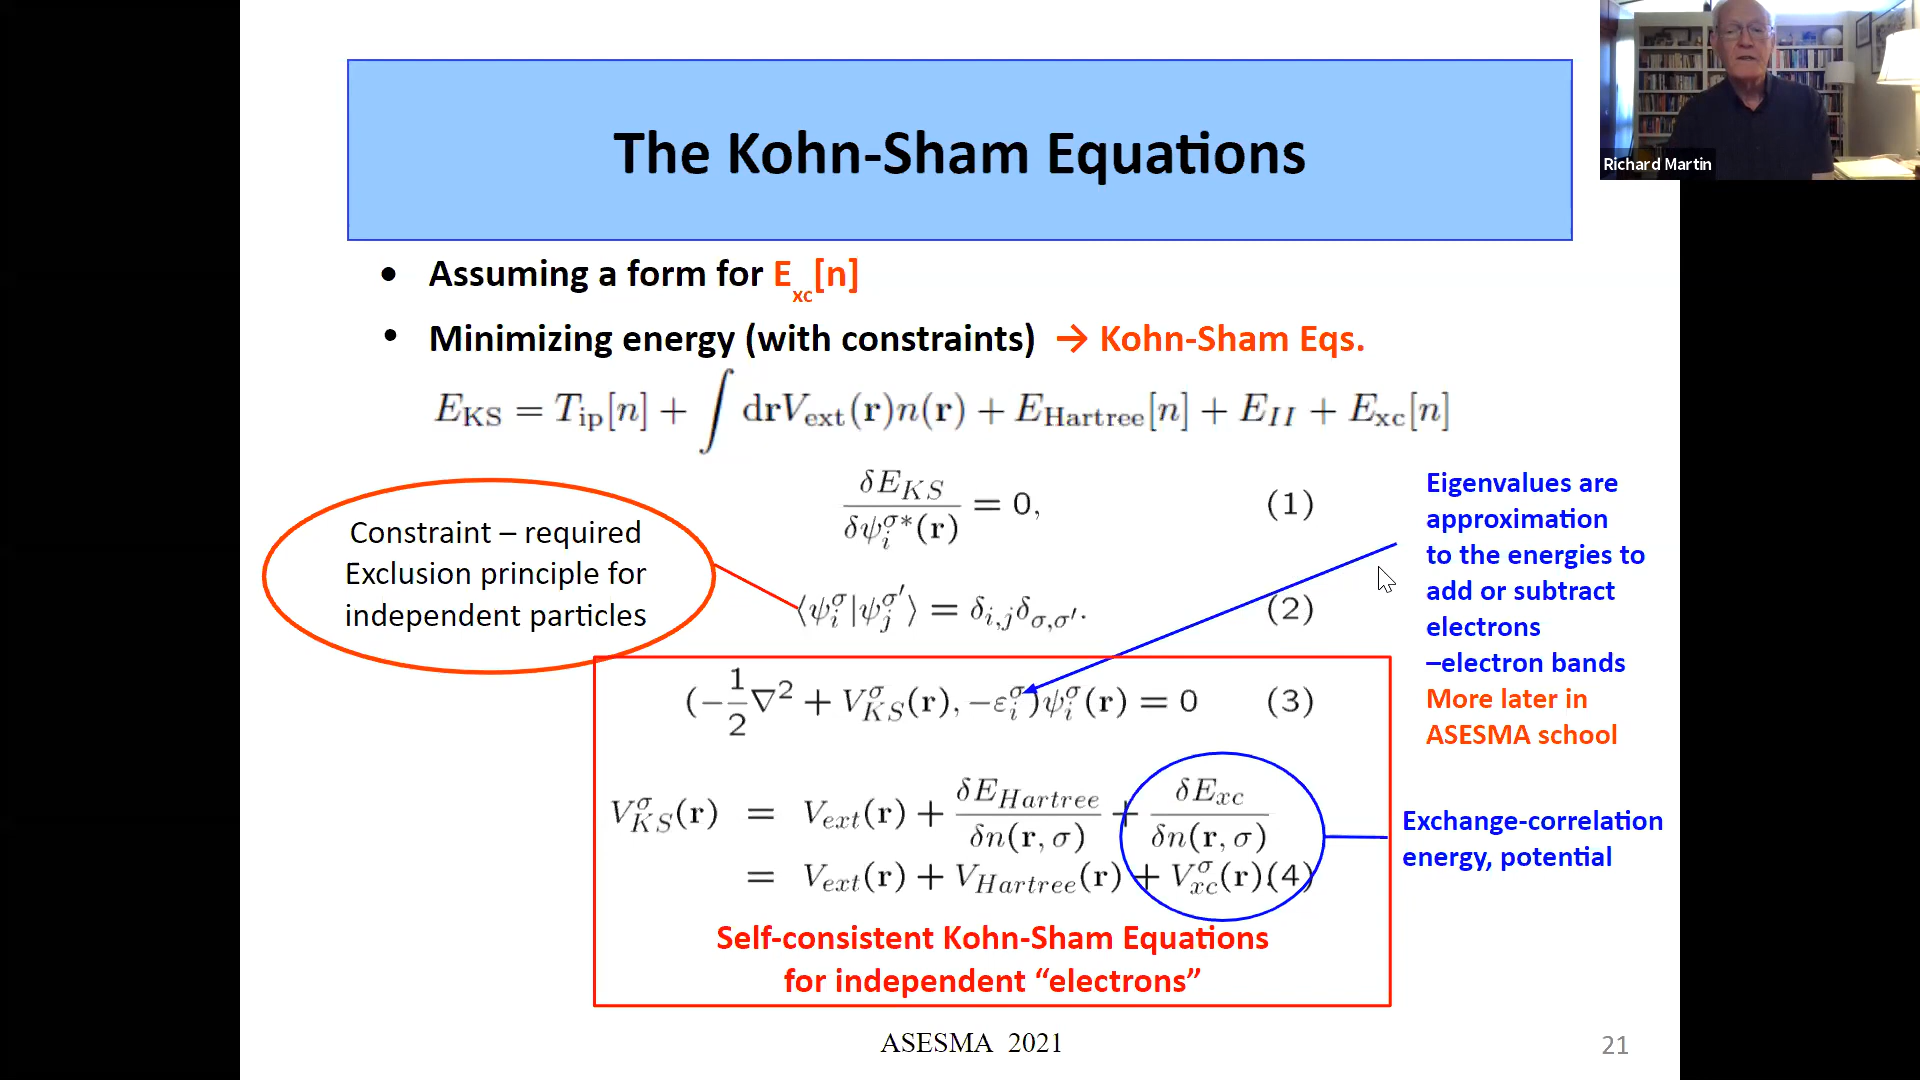 The Kohn-Sham Equations
Richard Martin
• Assuming a form for E_xc[n]
• Minimizing energy (with constraints) → Kohn-Sham Eqs.
E_KS = T_ip[n] + ∫ drV_ext(r)n(r) + E_Hartree[n] + E_II + E_xc[n]
δE_KS / δψ_i^σ*(r) = 0, (1)
Constraint – required
Exclusion principle for
independent particles
⟨ψ_i^σ|ψ_j^σ'⟩ = δ_i,j δ_σ,σ'. (2)
Eigenvalues are
approximation
to the energies to
add or subtract
electrons
–electron bands
More later in
ASESMA school
(−1/2 ∇² + V_KS^σ(r), −ε_i^σ)ψ_i^σ(r) = 0 (3)
V_KS^σ(r) = V_ext(r) + δE_Hartree / δn(r, σ) + δE_xc / δn(r, σ)
= V_ext(r) + V_Hartree(r) + V_xc^σ(r).(4)
Exchange-correlation
energy, potential
Self-consistent Kohn-Sham Equations
for independent “electrons”
ASESMA 2021
21